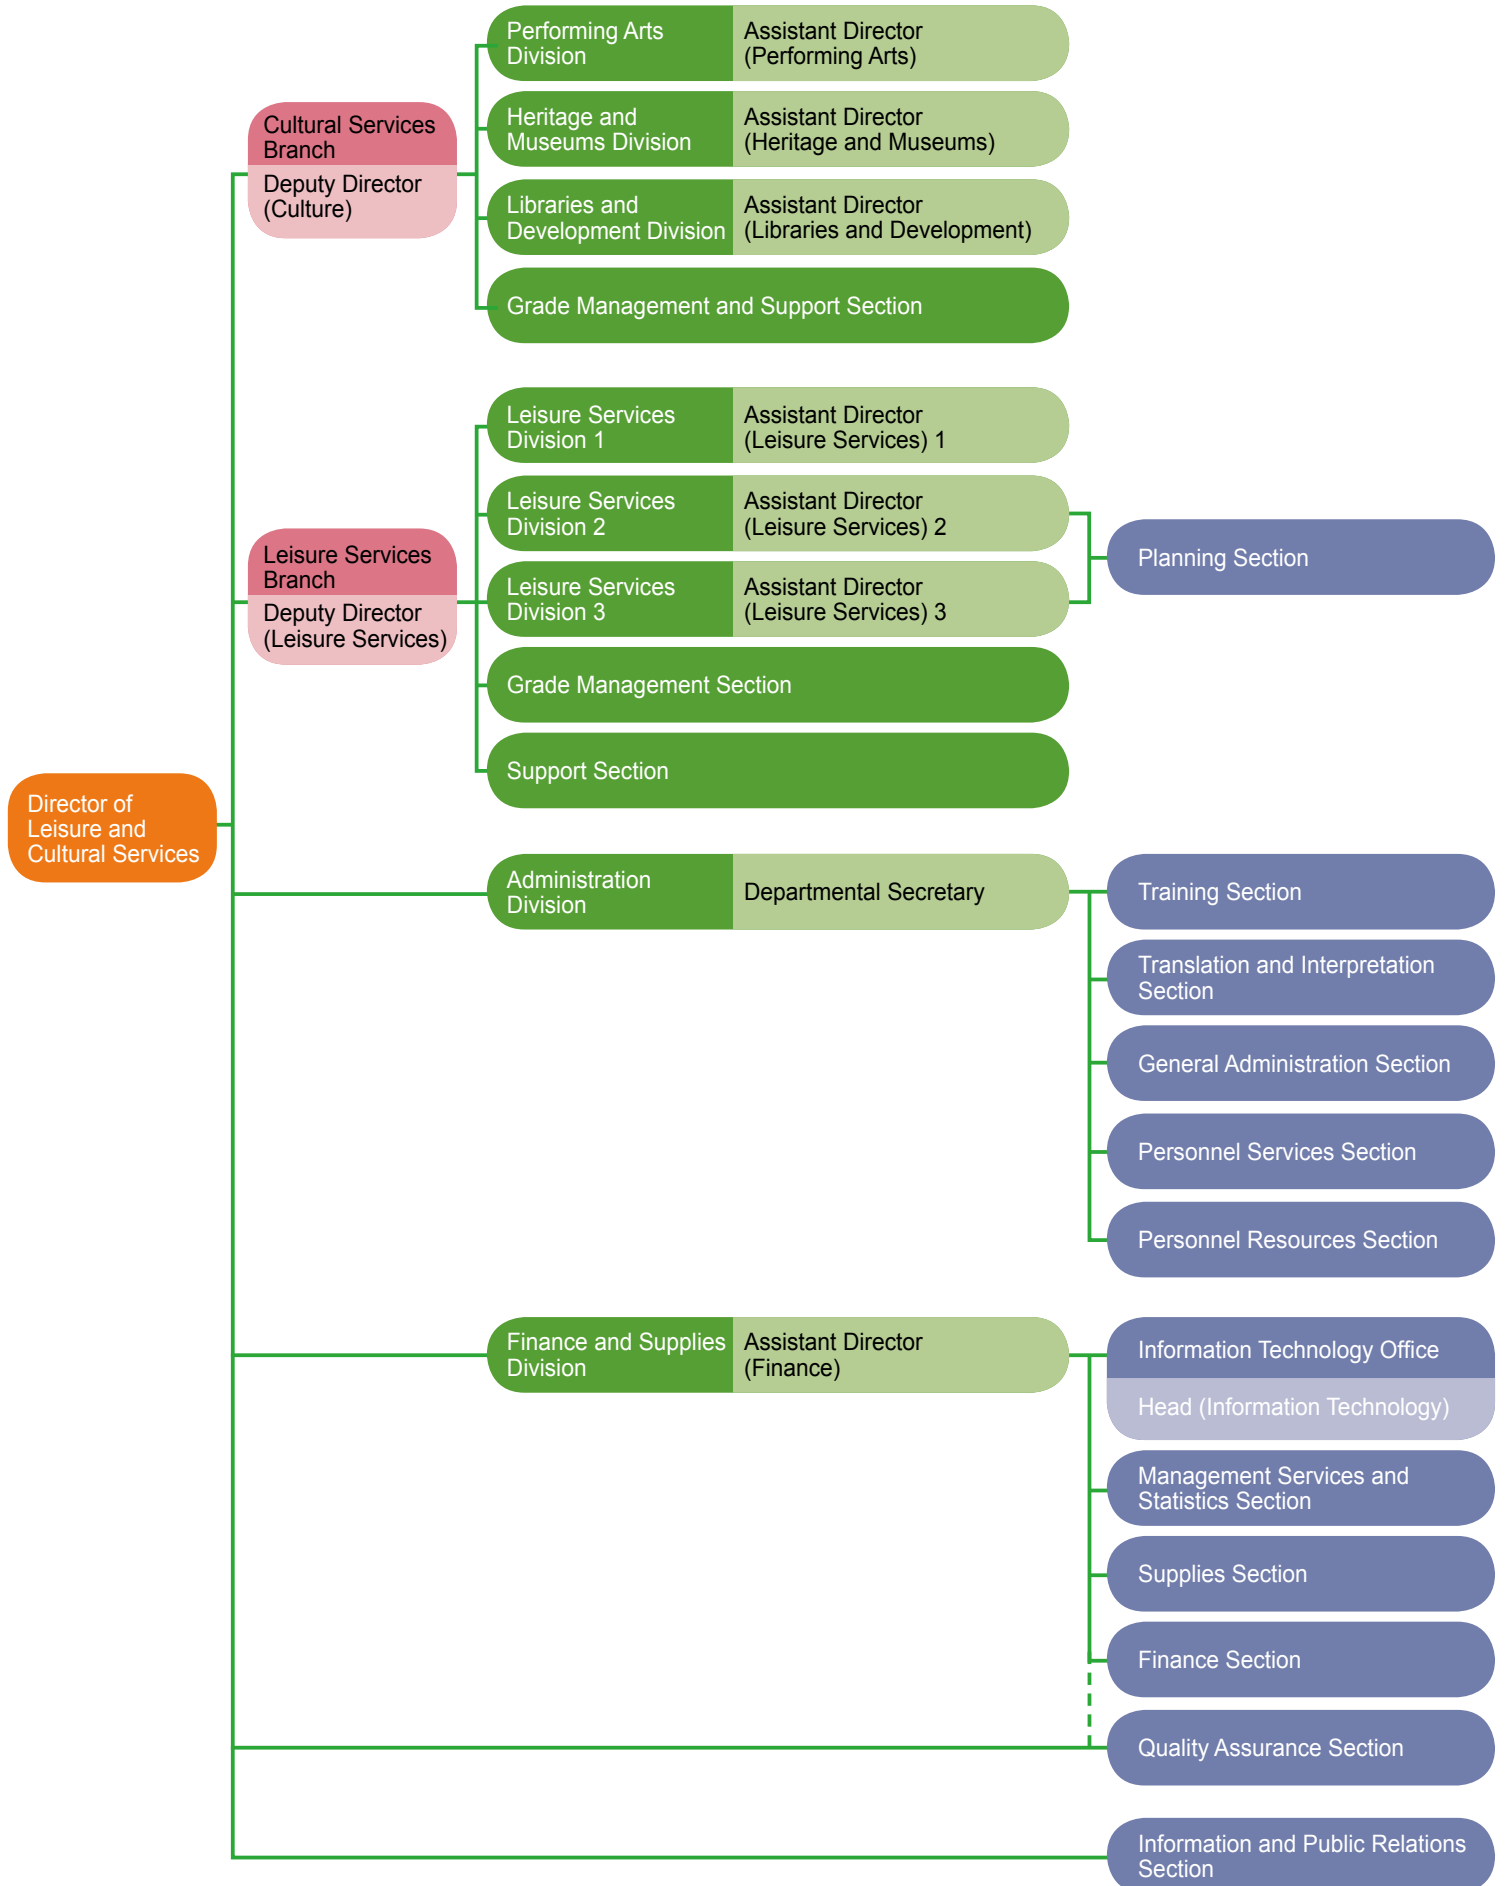 Performing Arts
Division
Assistant Director
(Performing Arts)
Heritage and
Museums Division
Assistant Director
(Heritage and Museums)
Cultural Services
Branch
Deputy Director
(Culture)
Libraries and
Development Division
Assistant Director
(Libraries and Development)
Grade Management and Support Section
Leisure Services
Division 1
Assistant Director
(Leisure Services) 1
Leisure Services
Division 2
Assistant Director
(Leisure Services) 2
Planning Section
Leisure Services
Branch
Deputy Director
(Leisure Services)
Leisure Services
Division 3
Assistant Director
(Leisure Services) 3
Grade Management Section
Support Section
Director of
Leisure and
Cultural Services
Administration
Division
Departmental Secretary
Training Section
Translation and Interpretation
Section
General Administration Section
Personnel Services Section
Personnel Resources Section
Finance and Supplies
Division
Assistant Director
(Finance)
Information Technology Office
Head (Information Technology)
Management Services and
Statistics Section
Supplies Section
Finance Section
Quality Assurance Section
Information and Public Relations
Section